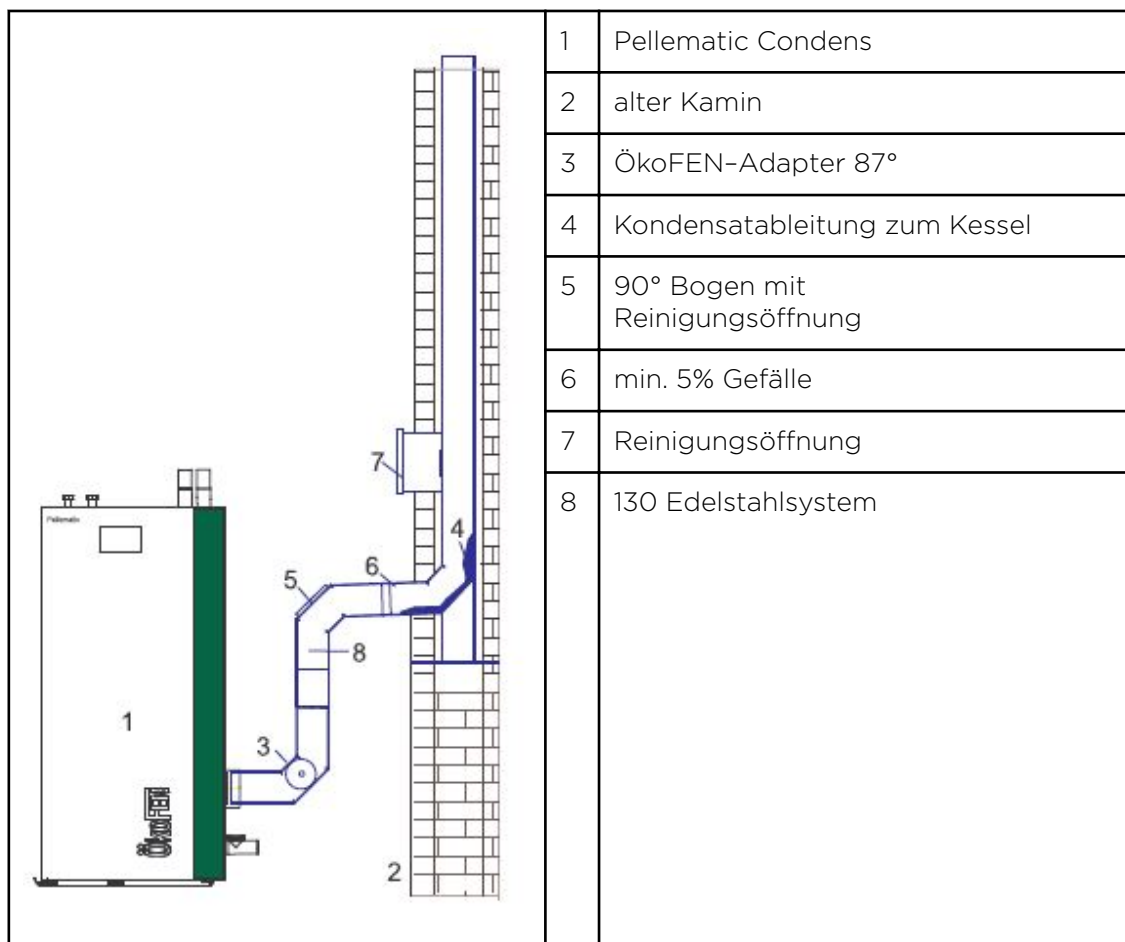 1 Pellematic Condens
2 alter Kamin
3 ÖkoFEN–Adapter 87°
4 Kondensatableitung zum Kessel
5 90° Bogen mit
Reinigungsöffnung
6 min. 5% Gefälle
7 Reinigungsöffnung
8 130 Edelstahlsystem
7
Pellematic
4
6
5
8
1
3
ÖkoFEN
2